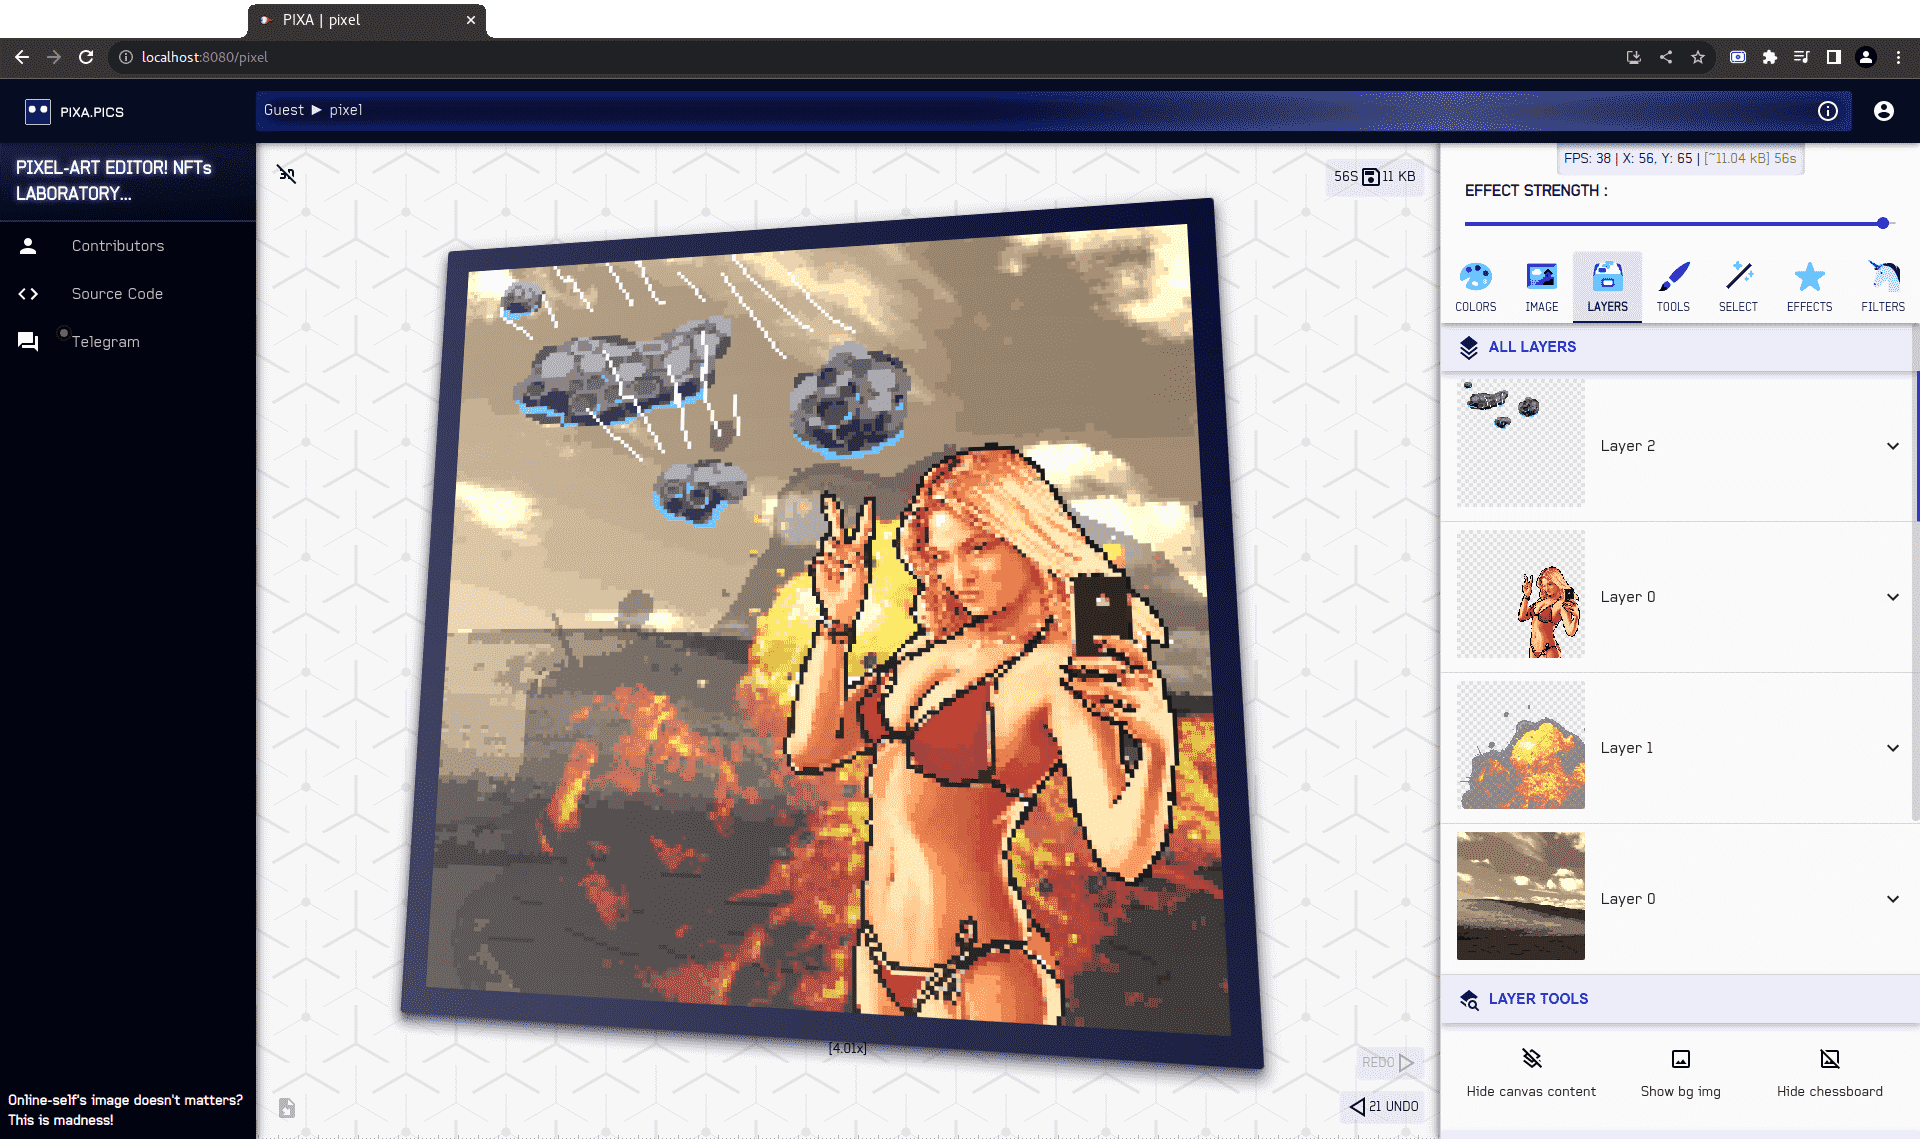 PIXA | pixel
localhost:8080/pixel
PIXA.PICS
Guest ► pixel
PIXEL-ART EDITOR! NFTs
LABORATORY...
Contributors
Source Code
Telegram
Online-self's image doesn't matters?
This is madness!
56S 11 KB
[4.01x]
REDO
21 UNDO
FPS: 38 | X: 56, Y: 65 | [~11.04 kB] 56s
EFFECT STRENGTH :
COLORS IMAGE LAYERS TOOLS SELECT EFFECTS FILTERS
ALL LAYERS
Layer 2
Layer 0
Layer 1
Layer 0
LAYER TOOLS
Hide canvas content Show bg img Hide chessboard